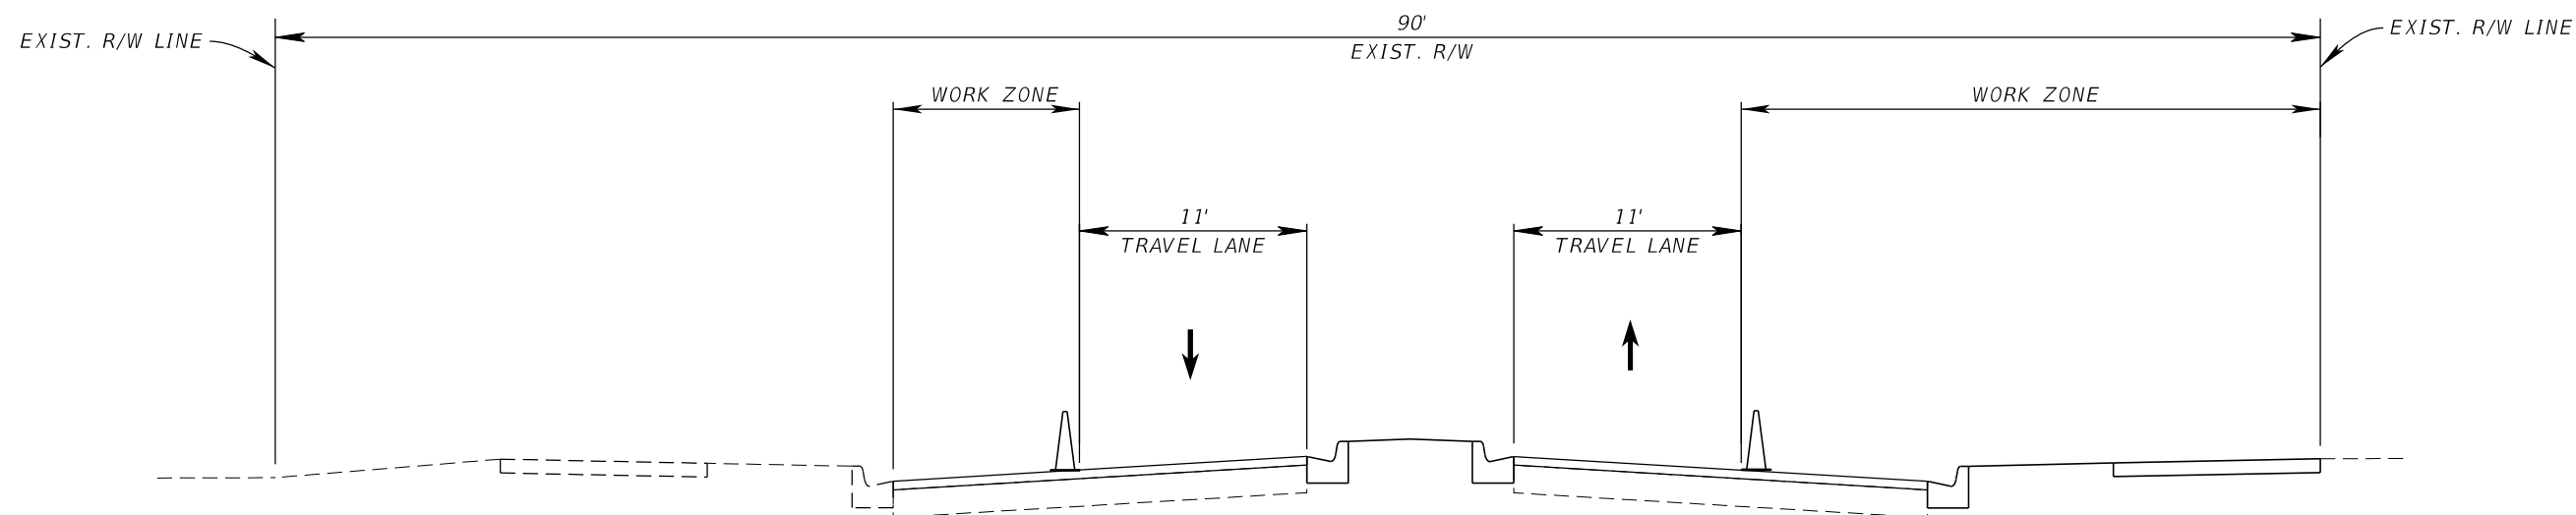 90'
EXIST. R/W LINE
EXIST. R/W
EXIST. R/W LINE
WORK ZONE
WORK ZONE
11'
TRAVEL LANE
11'
TRAVEL LANE